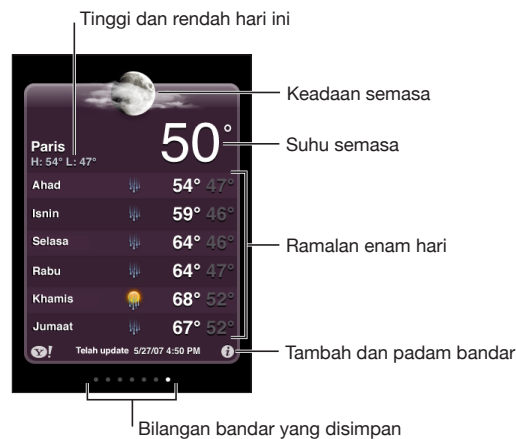 Tinggi dan rendah hari ini
Keadaan semasa
50°
Suhu semasa
Paris
H: 54° L: 47°
Ahad 54° 47°
Isnin 59° 46°
Selasa 64° 46°
Ramalan enam hari
Rabu 64° 47°
Khamis 68° 52°
Jumaat 67° 52°
Y! Telah update 5/27/07 4:50 PM i
Tambah dan padam bandar
Bilangan bandar yang disimpan